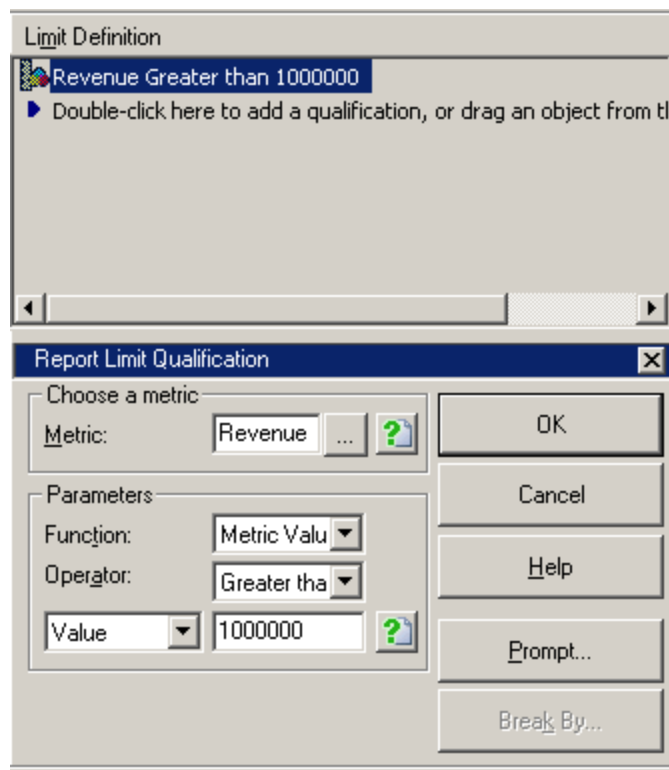 Limit Definition
Revenue Greater than 1000000
Double-click here to add a qualification, or drag an object from tl
Report Limit Qualification
Choose a metric
Metric: Revenue ...
OK
Parameters
Cancel
Function: Metric Valu
Operator: Greater tha
Help
Value 1000000
Prompt...
Break By...